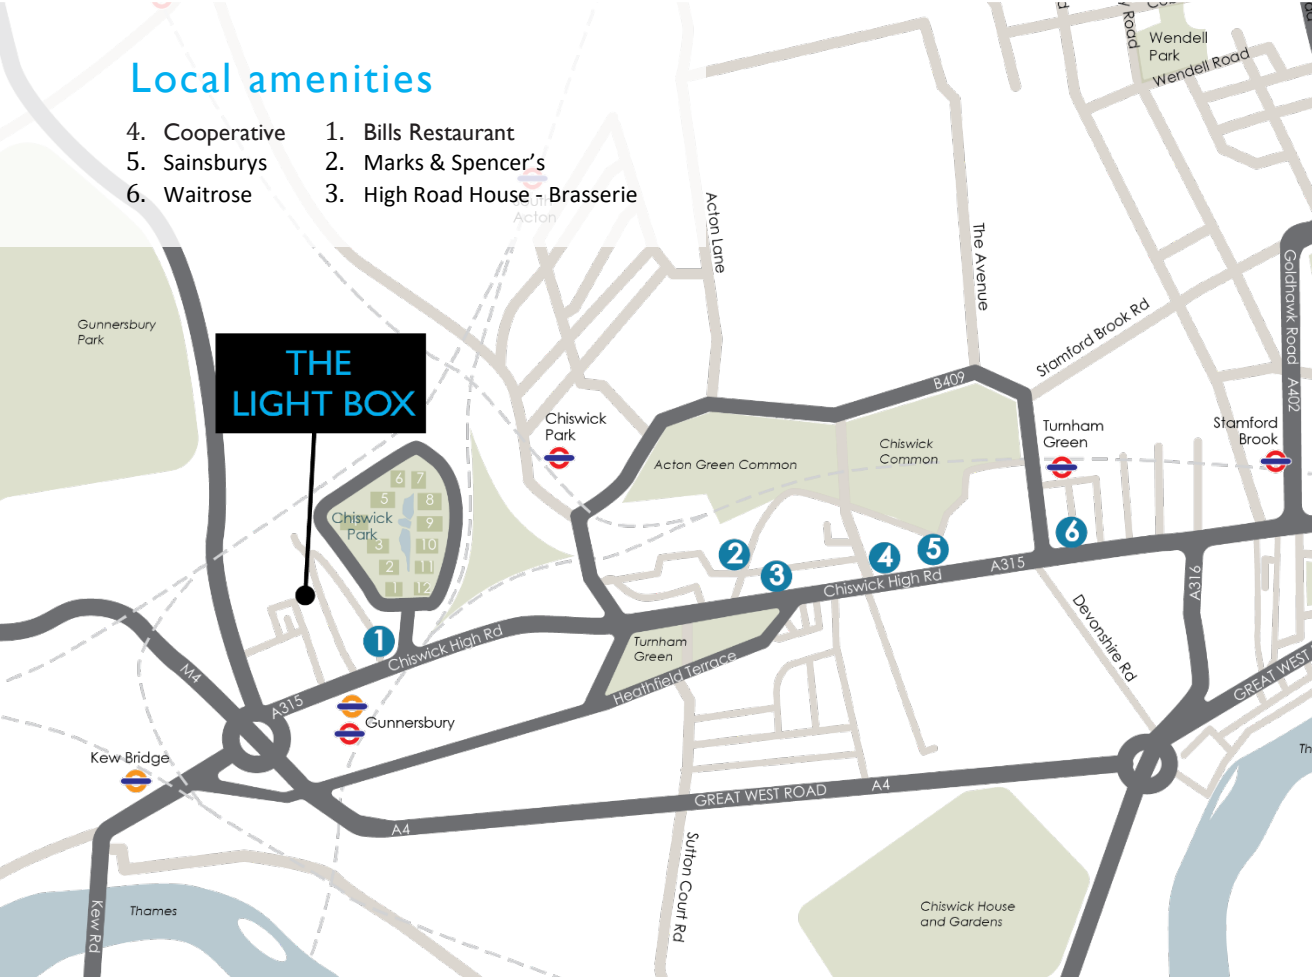 Local amenities
4. Cooperative
5. Sainsburys
6. Waitrose
1. Bills Restaurant
2. Marks & Spencer's
3. High Road House - Brasserie
South
Acton
Wendell
Park
Wendell Road
Road
Acton Lane
The Avenue
Stamford Brook Rd
Goldhawk Road
A402
Gunnersbury
Park
THE
LIGHT BOX
Chiswick
Park
B409
Chiswick
Common
Acton Green Common
Turnham
Green
Stamford
Brook
Chiswick
Park
6
7
5
8
9
3
10
2
11
1
12
2
3
4
5
6
1
Chiswick High Rd
A315
A316
Devonshire Rd
Chiswick High Rd
A315
Turnham
Green
Heathfield Terrace
M4
Gunnersbury
Kew Bridge
GREAT WEST
GREAT WEST ROAD
A4
A4
Sutton Court Rd
Chiswick House
and Gardens
Thames
Kew Rd
Th